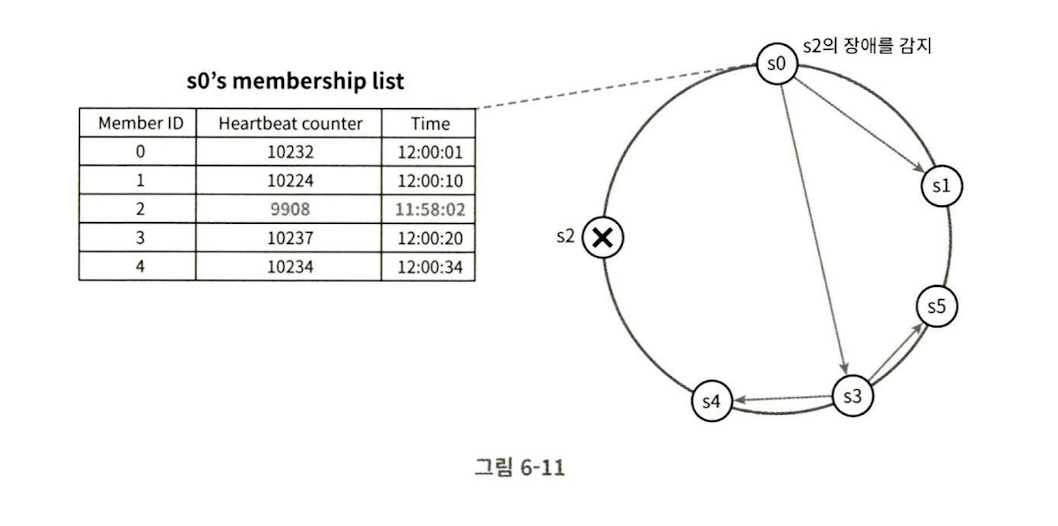 s0's membership list
Member ID Heartbeat counter Time
0 10232 12:00:01
1 10224 12:00:10
2 9908 11:58:02
3 10237 12:00:20
4 10234 12:00:34
s0
s2의 장애를 감지
s1
s2
s5
s4
s3
그림 6-11